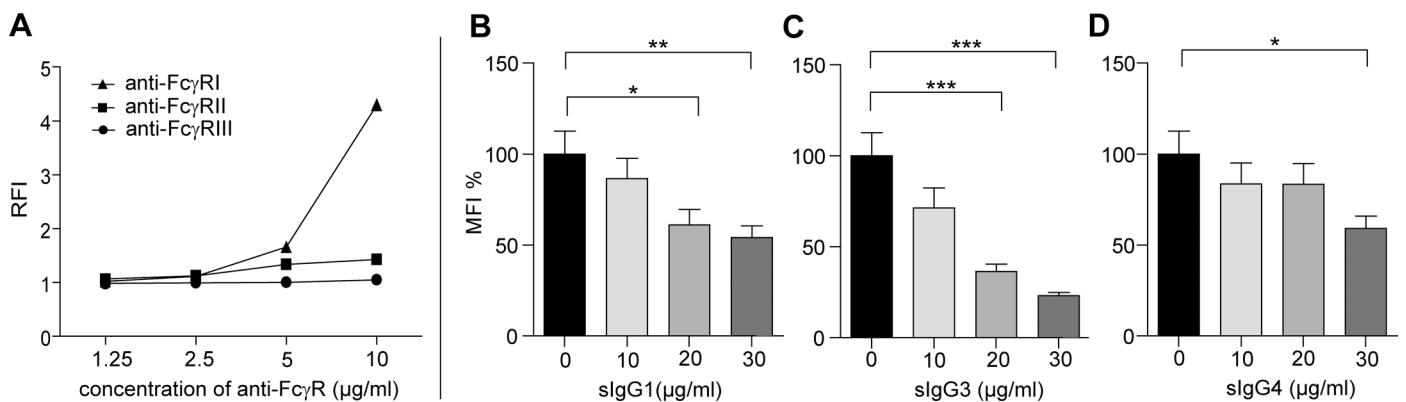 A
5
4
3
2
1
0
RFI
anti-FcγRI
anti-FcγRII
anti-FcγRIII
1.25 2.5 5 10
concentration of anti-FcγR (µg/ml)
B
150
100
50
0
MFI %
**
*
0 10 20 30
sIgG1(µg/ml)
C
150
100
50
0
***
***
0 10 20 30
sIgG3 (µg/ml)
D
150
100
50
0
*
0 10 20 30
sIgG4 (µg/ml)